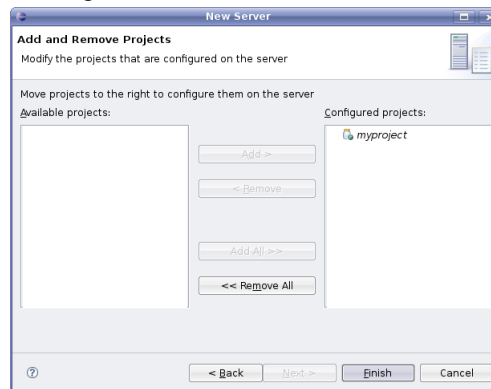 New Server
Add and Remove Projects
Modify the projects that are configured on the server
Move projects to the right to configure them on the server
Available projects:
Configured projects:
myproject
Add >
< Remove
Add All >>
<< Remove All
?
< Back
Next >
Finish
Cancel